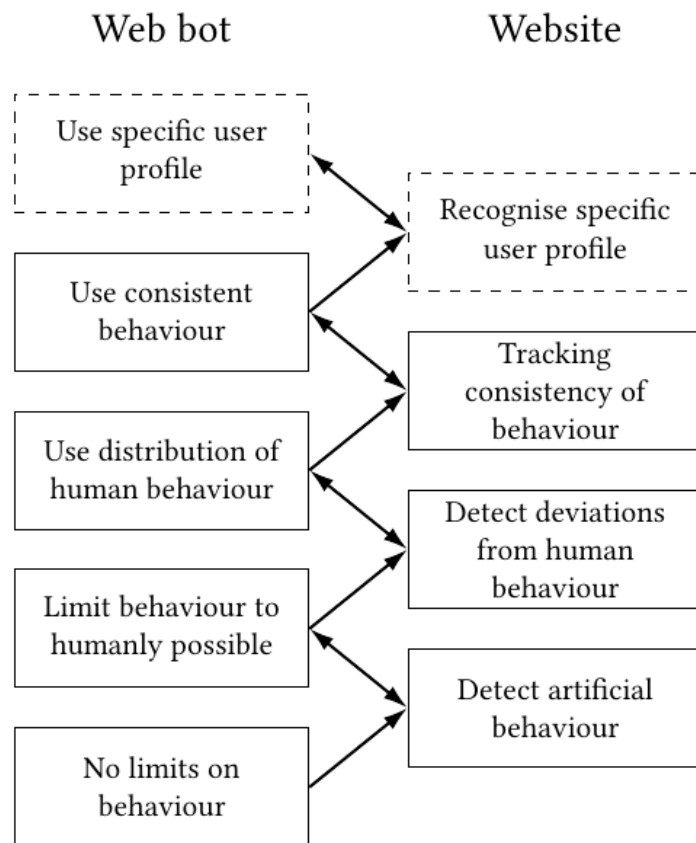 Web bot
Website
Use specific user
profile
Recognise specific
user profile
Use consistent
behaviour
Tracking
consistency of
behaviour
Use distribution of
human behaviour
Detect deviations
from human
behaviour
Limit behaviour to
humanly possible
Detect artificial
behaviour
No limits on
behaviour